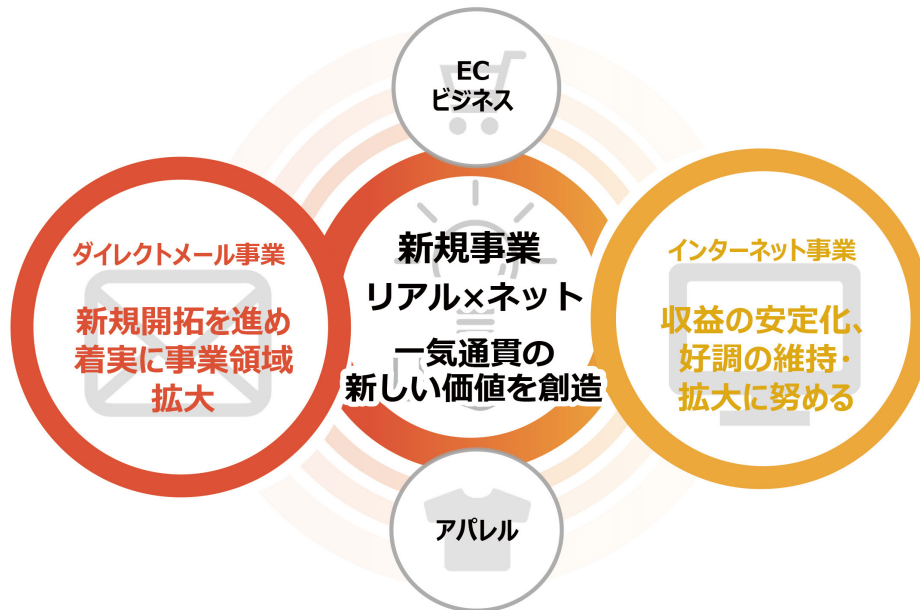 EC
ビジネス
ダイレクトメール事業
新規開拓を進め
着実に事業領域
拡大
新規事業
リアル×ネット
一気通貫の
新しい価値を創造
インターネット事業
収益の安定化、
好調の維持・
拡大に努める
アパレル